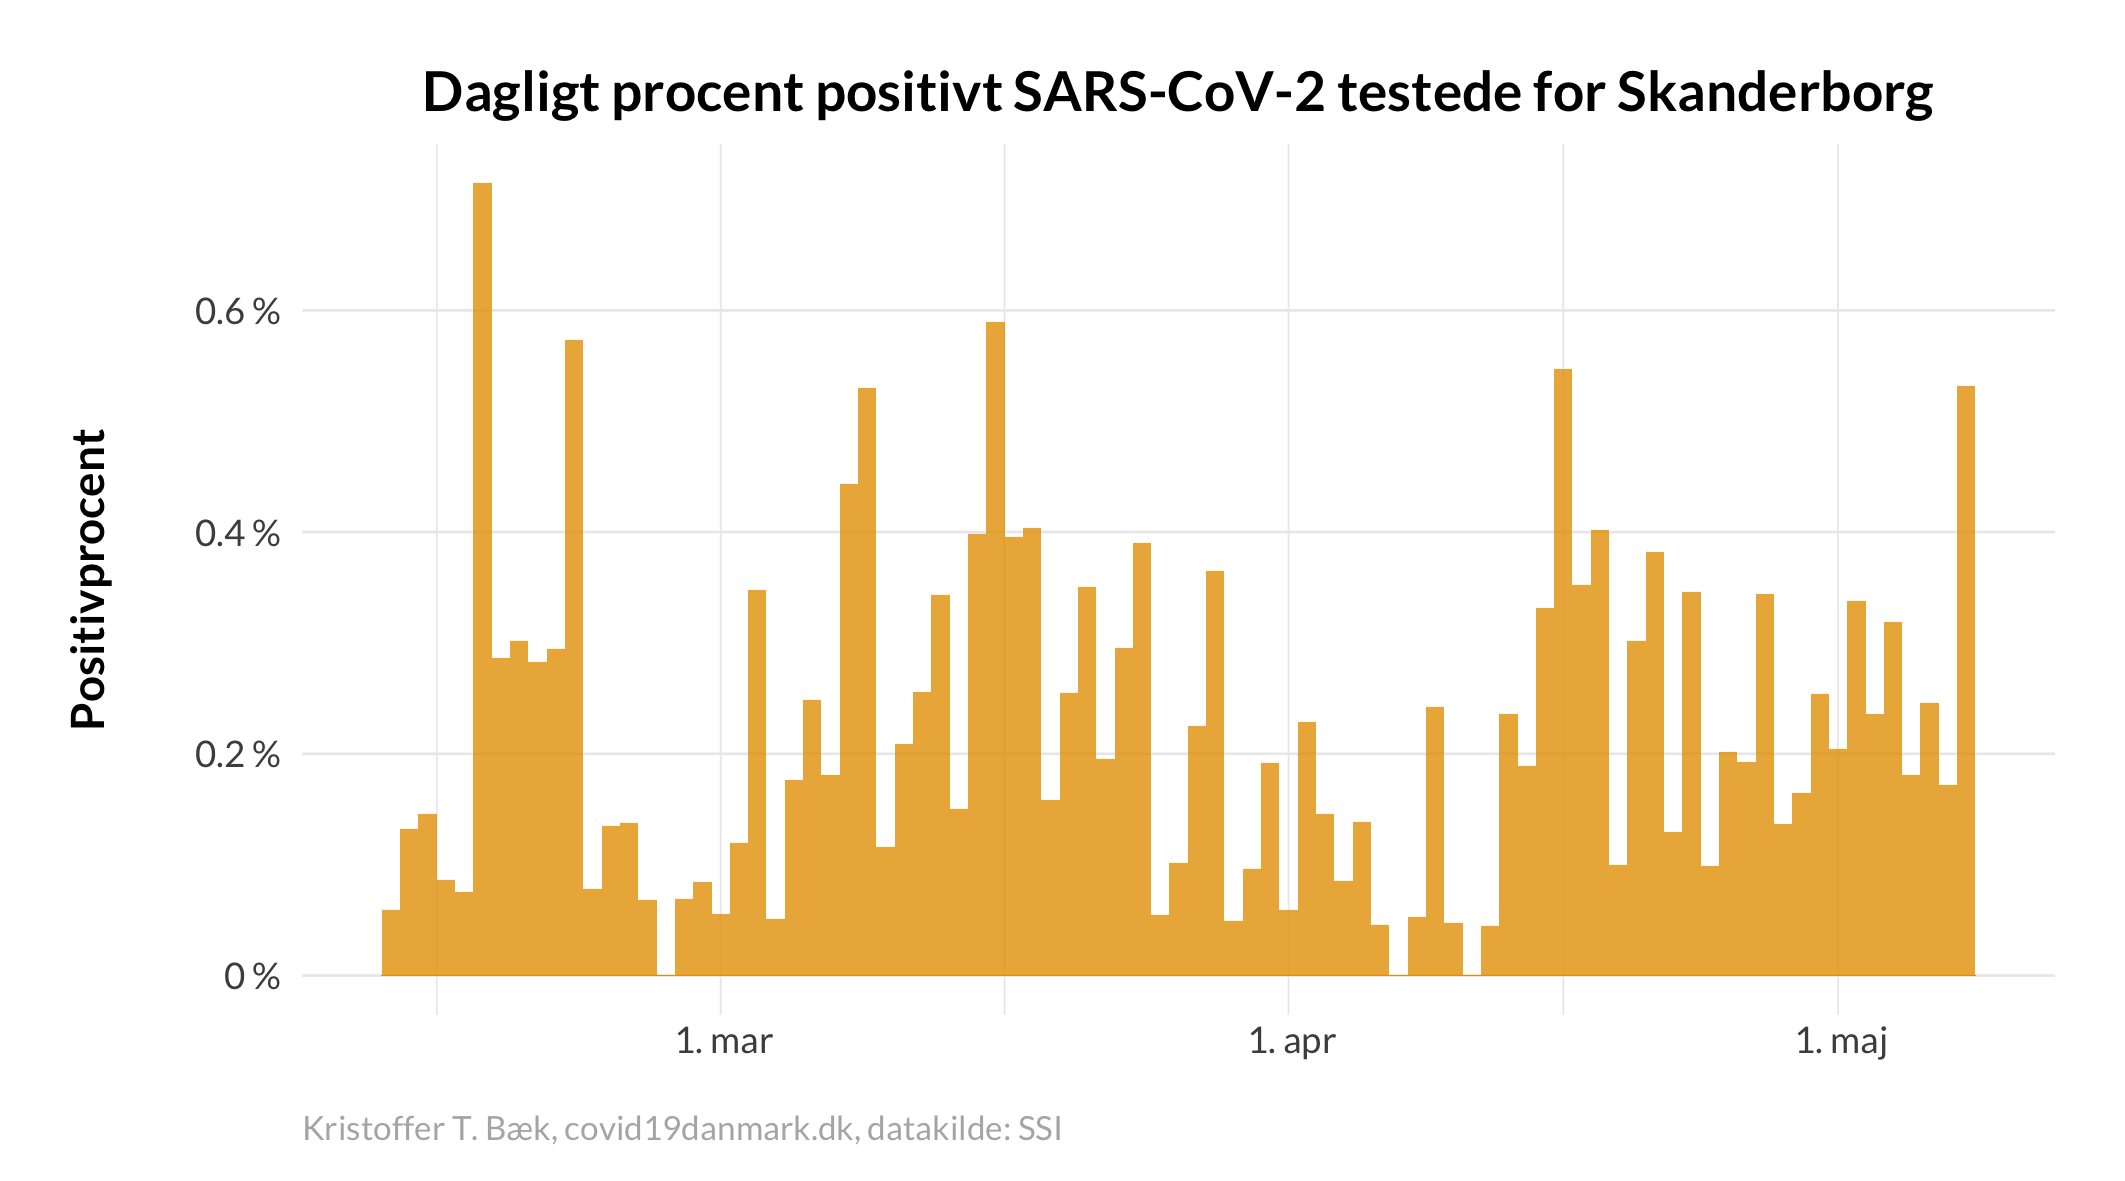 Dagligt procent positivt SARS-CoV-2 testede for Skanderborg
Positivprocent
0.6 %
0.4 %
0.2 %
0 %
1. mar
1. apr
1. maj
Kristoffer T. Bæk, covid19danmark.dk, datakilde: SSI